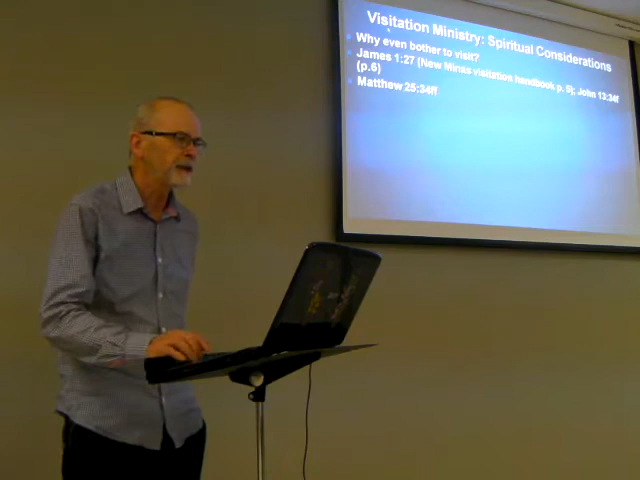 Visitation Ministry: Spiritual Considerations
Why even bother to visit?
James 1:27 (New Minas visitation handbook p. 5); John 13:34f
(p.6)
Matthew 25:34ff